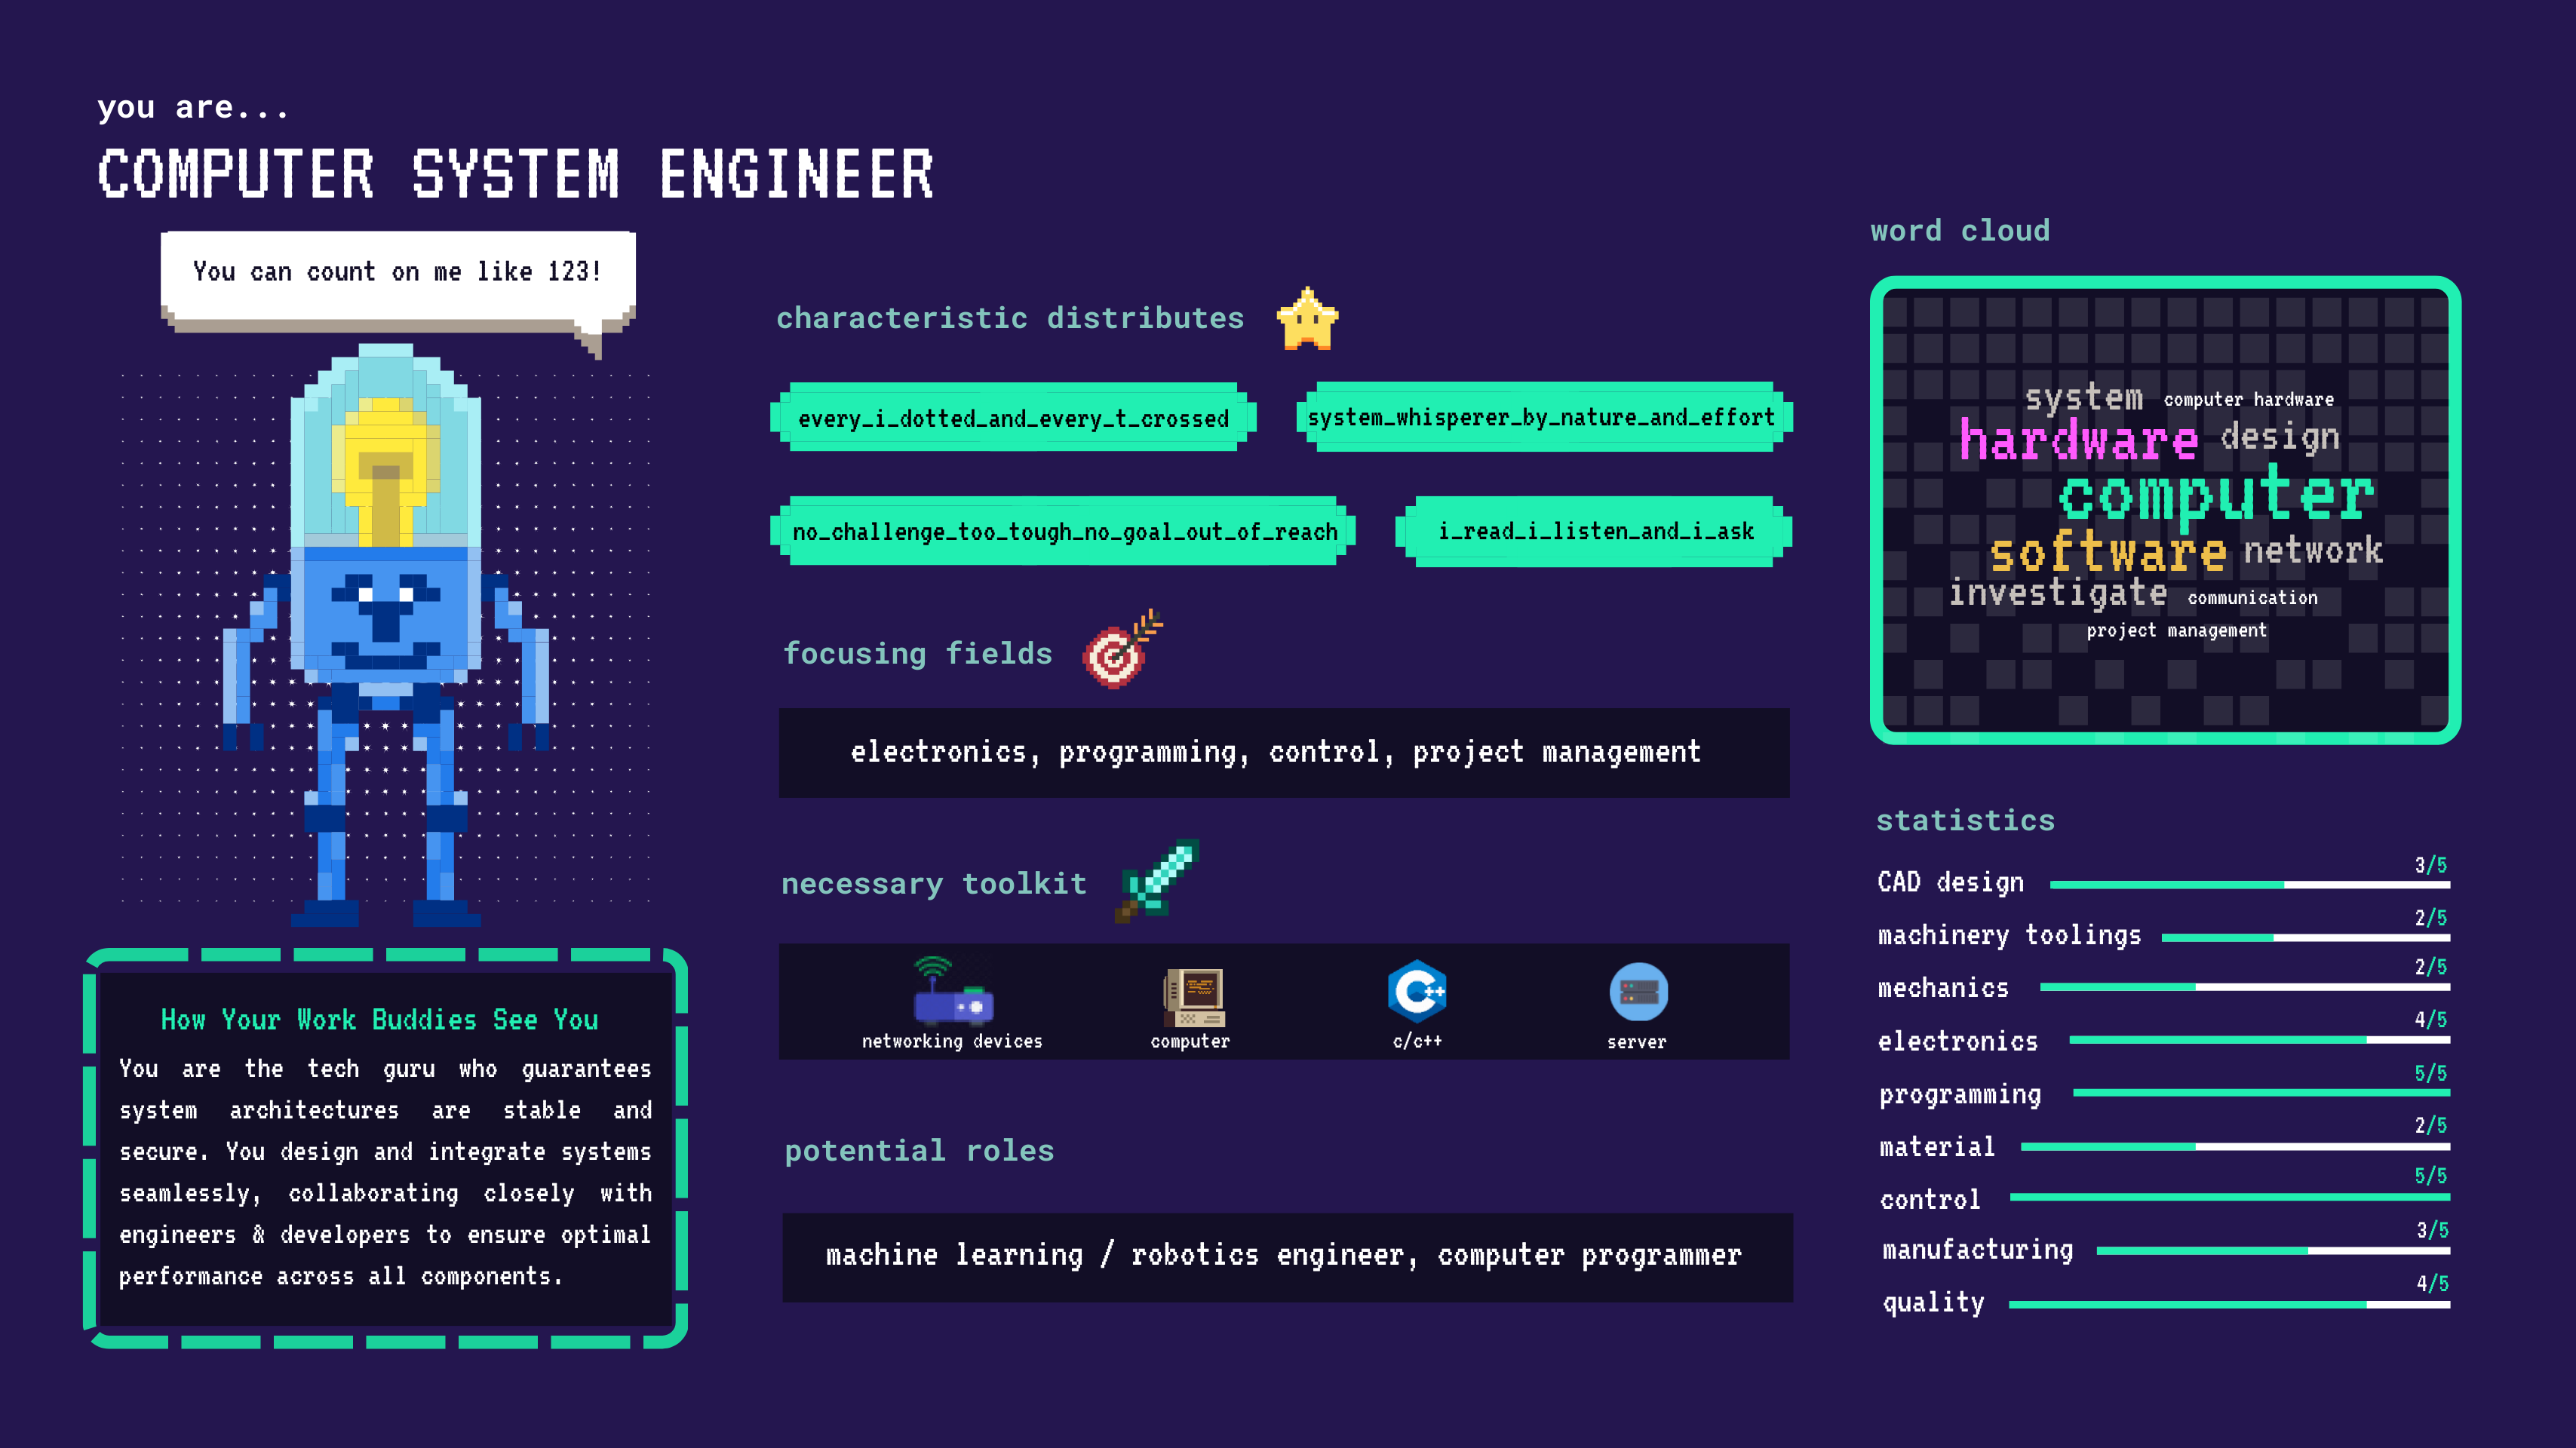 you are...
COMPUTER SYSTEM ENGINEER
You can count on me like 123!
How Your Work Buddies See You
You are the tech guru who guarantees
system architectures are stable and
secure. You design and integrate systems
seamlessly, collaborating closely with
engineers & developers to ensure optimal
performance across all components.
characteristic distributes
every_i_dotted_and_every_t_crossed
system_whisperer_by_nature_and_effort
no_challenge_too_tough_no_goal_out_of_reach
i_read_i_listen_and_i_ask
focusing fields
electronics, programming, control, project management
necessary toolkit
C++
networking devices
computer
c/c++
server
potential roles
machine learning / robotics engineer, computer programmer
word cloud
system computer hardware
hardware design
computer
software network
investigate communication
project management
statistics
CAD design 3/5
machinery toolings 2/5
mechanics 2/5
electronics 4/5
programming 5/5
material 2/5
control 5/5
manufacturing 3/5
quality 4/5